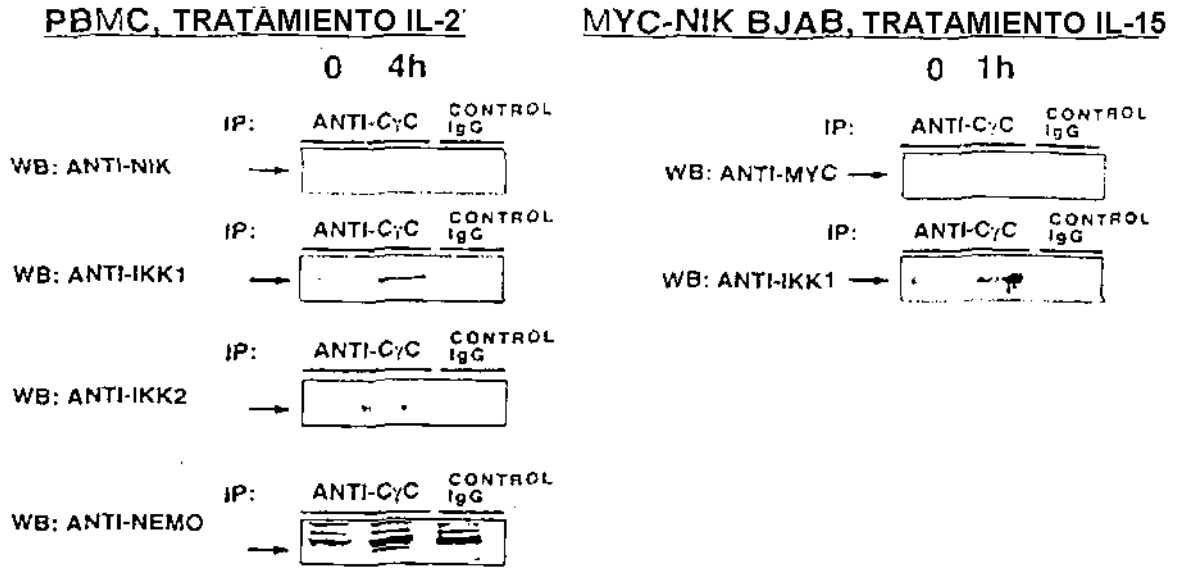 PBMC, TRATAMIENTO IL-2
0 4h
IP: ANTI-CγC CONTROL IgG
WB: ANTI-NIK
IP: ANTI-CγC CONTROL IgG
WB: ANTI-IKK1
IP: ANTI-CγC CONTROL IgG
WB: ANTI-IKK2
IP: ANTI-CγC CONTROL IgG
WB: ANTI-NEMO
MYC-NIK BJAB, TRATAMIENTO IL-15
0 1h
IP: ANTI-CγC CONTROL IgG
WB: ANTI-MYC
IP: ANTI-CγC CONTROL IgG
WB: ANTI-IKK1